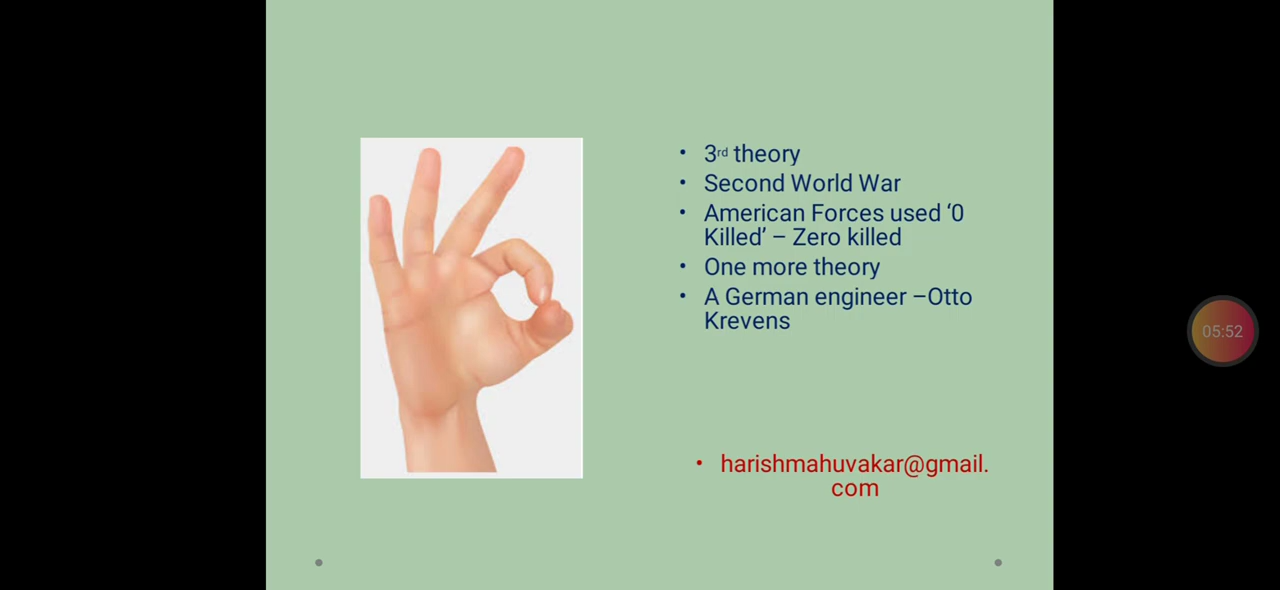 • 3rd theory
• Second World War
• American Forces used ‘0
Killed’ – Zero killed
• One more theory
• A German engineer –Otto
Krevens
• harishmahuvakar@gmail.
com
05:52